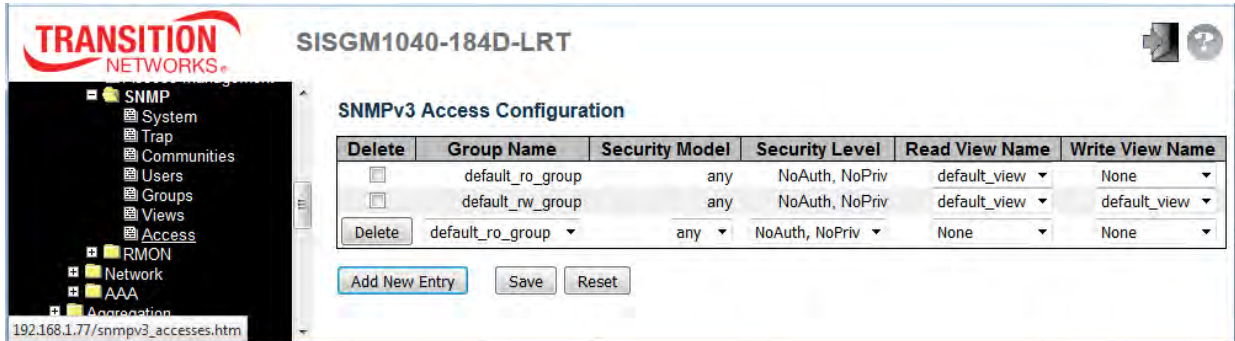 TRANSITION
NETWORKS®
SISGM1040-184D-LRT
SNMP
System
Trap
Communities
Users
Groups
Views
Access
RMON
Network
AAA
Aggregation
192.168.1.77/snmpv3_accesses.htm
SNMPv3 Access Configuration
Delete Group Name Security Model Security Level Read View Name Write View Name
default_ro_group any NoAuth, NoPriv default_view None
default_rw_group any NoAuth, NoPriv default_view default_view
Delete default_ro_group any NoAuth, NoPriv None None
Add New Entry Save Reset